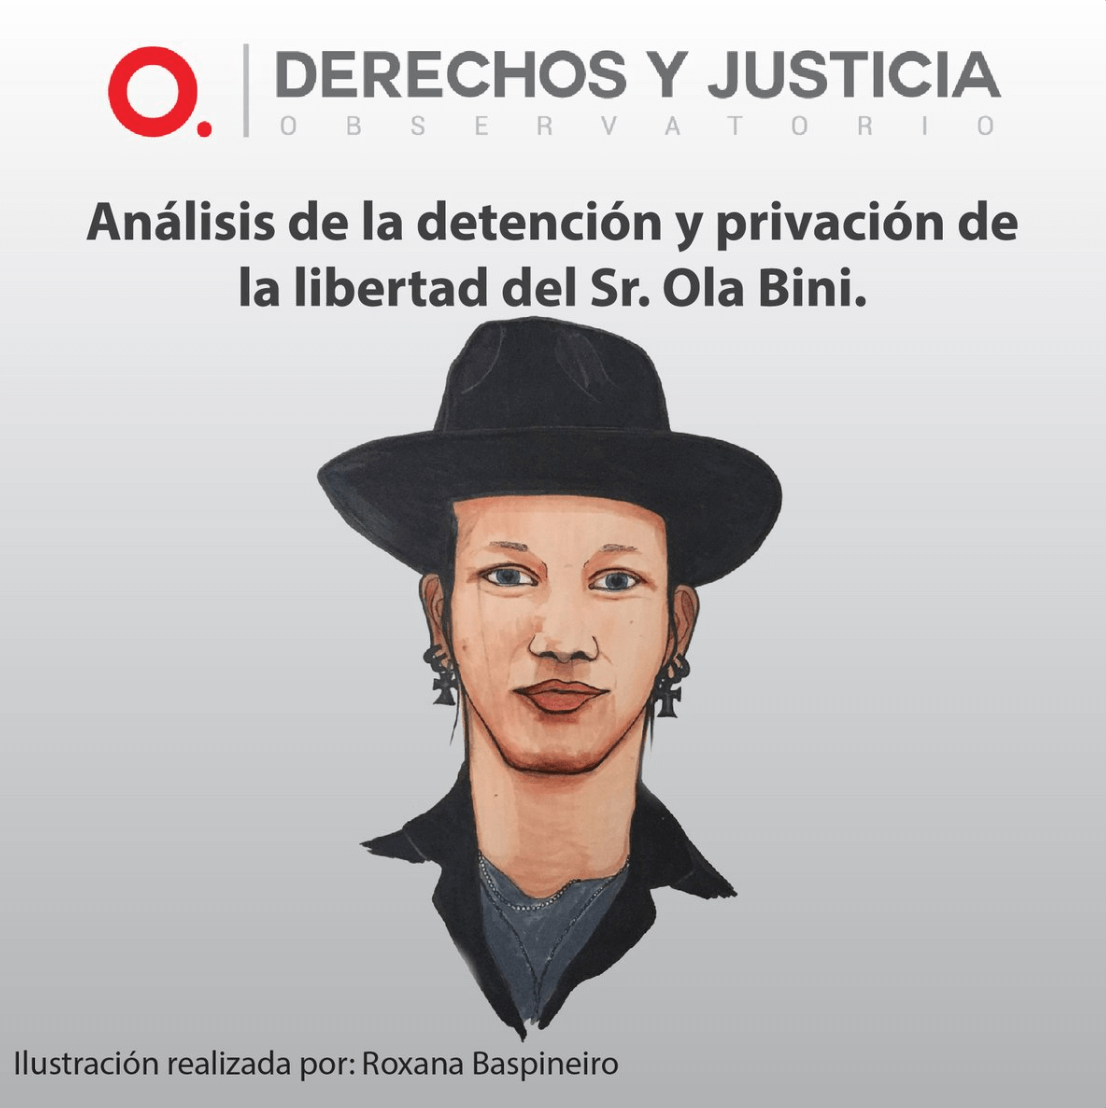 O. DERECHOS Y JUSTICIA
OBSERVATORIO
Análisis de la detención y privación de
la libertad del Sr. Ola Bini.
Ilustración realizada por: Roxana Baspineiro